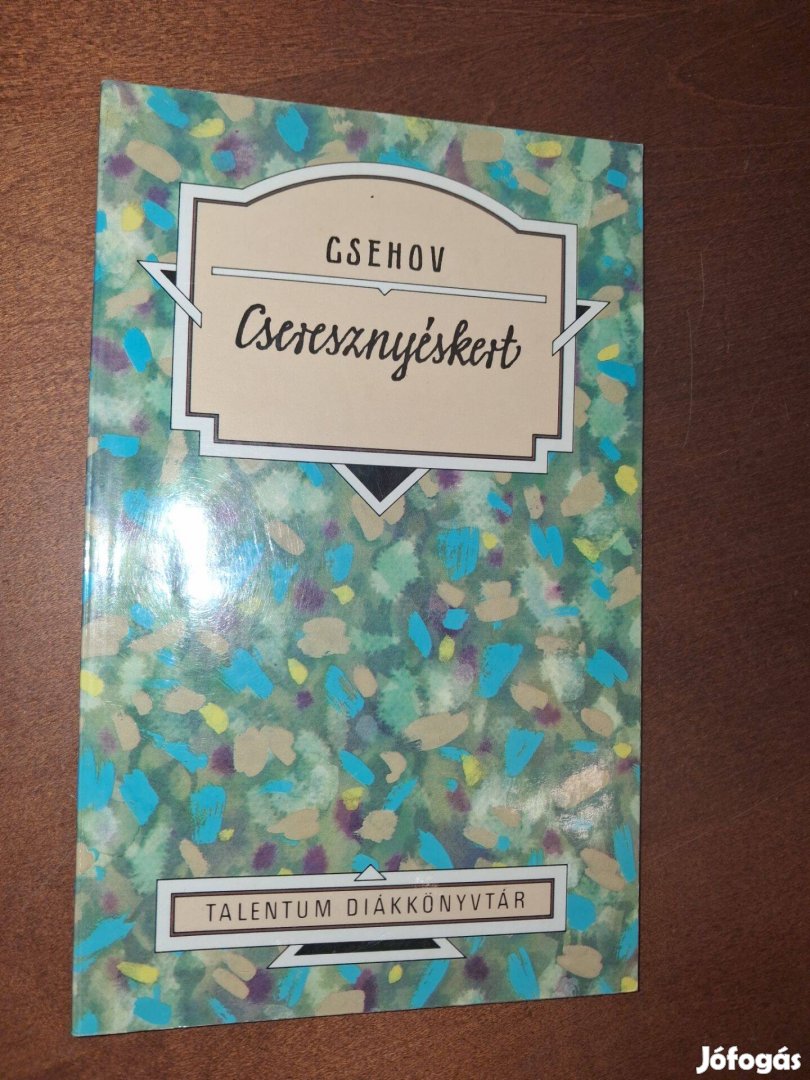 CSEHOV
Cseresznyéskert
TALENTUM DIÁKKÖNYVTÁR
Jófogás